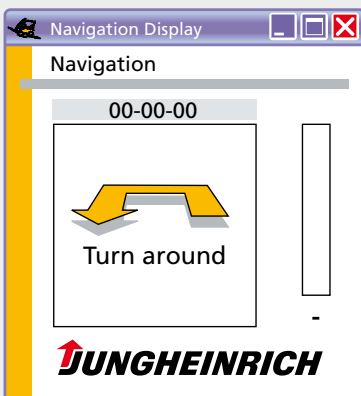 Navigation Display
Navigation
00-00-00
Turn around
-
JUNGHEINRICH